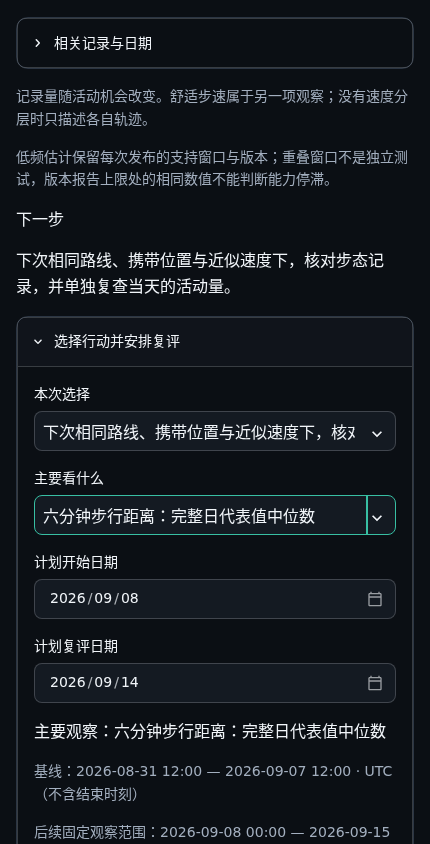 相关记录与日期
记录量随活动机会改变。舒适步速属于另一项观察；没有速度分
层时只描述各自轨迹。
低频估计保留每次发布的支持窗口与版本；重叠窗口不是独立测
试，版本报告上限处的相同数值不能判断能力停滞。
下一步
下次相同路线、携带位置与近似速度下，核对步态记
录，并单独复查当天的活动量。
选择行动并安排复评
本次选择
下次相同路线、携带位置与近似速度下，核
主要看什么
六分钟步行距离：完整日代表值中位数
计划开始日期
2026/09/08
计划复评日期
2026/09/14
主要观察：六分钟步行距离：完整日代表值中位数
基线：2026-08-31 12:00 — 2026-09-07 12:00 · UTC
（不含结束时刻）
后续固定观察范围：2026-09-08 00:00 — 2026-09-15